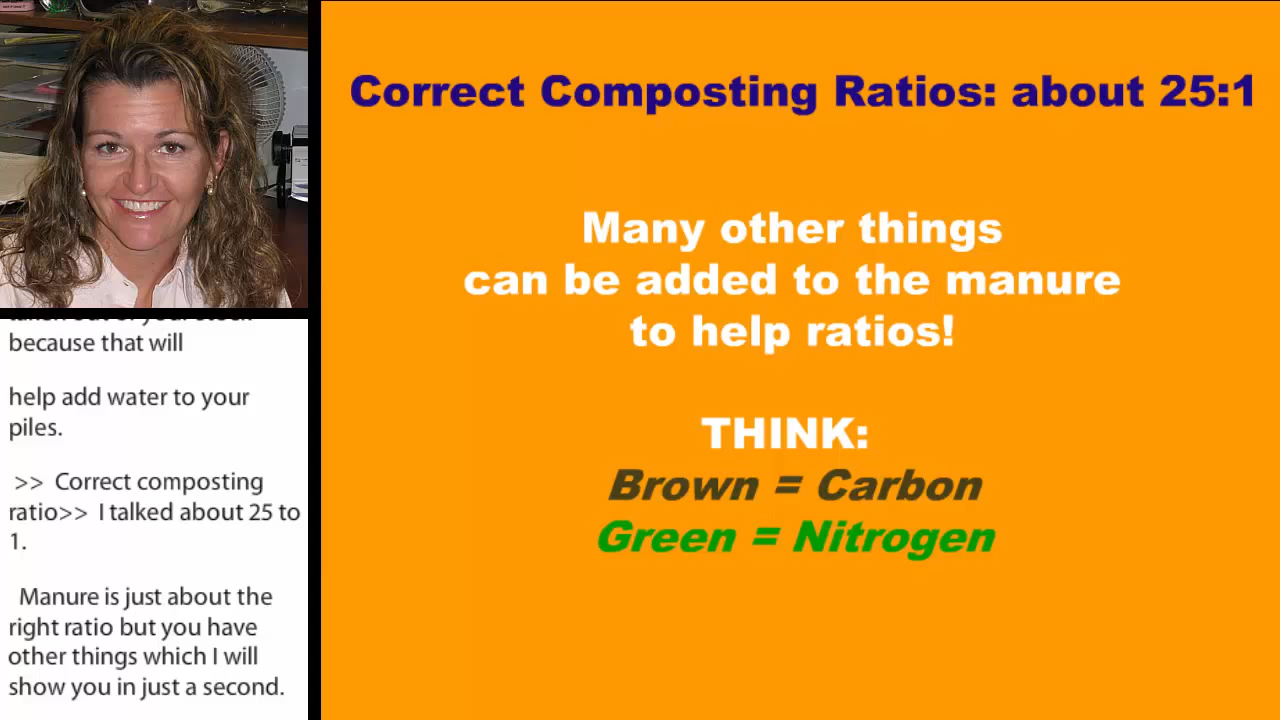 Correct Composting Ratios: about 25:1
Many other things
can be added to the manure
to help ratios!
THINK:
Brown = Carbon
Green = Nitrogen
because that will
help add water to your
piles.
>> Correct composting
ratio>> I talked about 25 to
1.
Manure is just about the
right ratio but you have
other things which I will
show you in just a second.